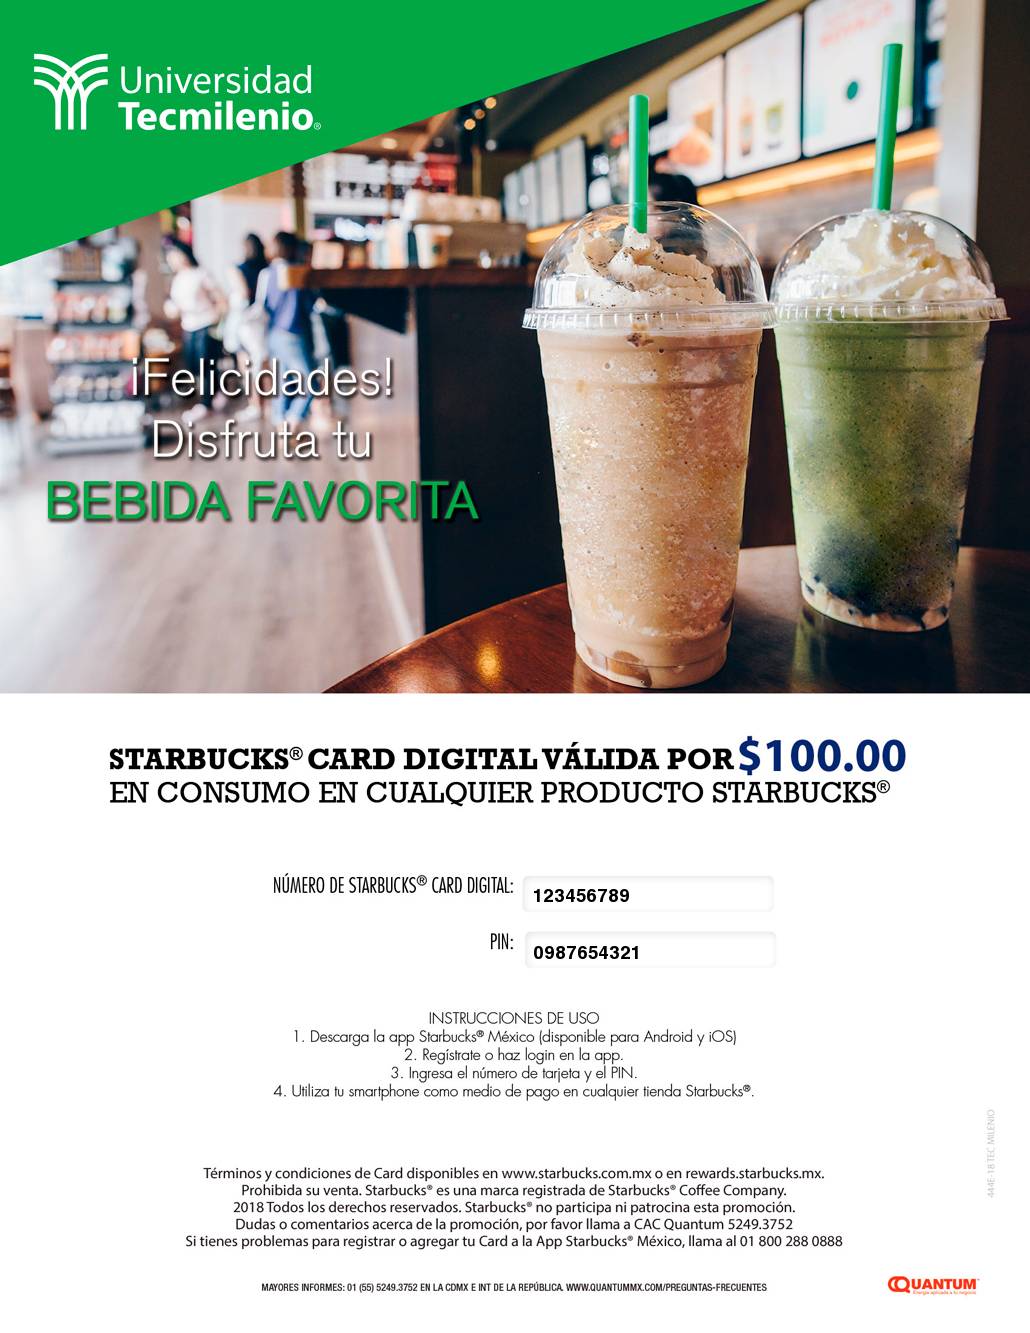 Universidad
Tecmilenio®
¡Felicidades!
Disfruta tu
BEBIDA FAVORITA
STARBUCKS® CARD DIGITAL VÁLIDA POR $100.00
EN CONSUMO EN CUALQUIER PRODUCTO STARBUCKS®
NÚMERO DE STARBUCKS® CARD DIGITAL: 123456789
PIN: 0987654321
INSTRUCCIONES DE USO
1. Descarga la app Starbucks® México (disponible para Android y iOS)
2. Regístrate o haz login en la app.
3. Ingresa el número de tarjeta y el PIN.
4. Utiliza tu smartphone como medio de pago en cualquier tienda Starbucks®.
444E-18 TEC MILENIO
Términos y condiciones de Card disponibles en www.starbucks.com.mx o en rewards.starbucks.mx.
Prohibida su venta. Starbucks® es una marca registrada de Starbucks® Coffee Company.
2018 Todos los derechos reservados. Starbucks® no participa ni patrocina esta promoción.
Dudas o comentarios acerca de la promoción, por favor llama a CAC Quantum 5249.3752
Si tienes problemas para registrar o agregar tu Card a la App Starbucks® México, llama al 01 800 288 0888
MAYORES INFORMES: 01 (55) 5249.3752 EN LA CDMX E INT DE LA REPÚBLICA. WWW.QUANTUMMX.COM/PREGUNTAS-FRECUENTES
QUANTUM
Energía aplicada a tu negocio